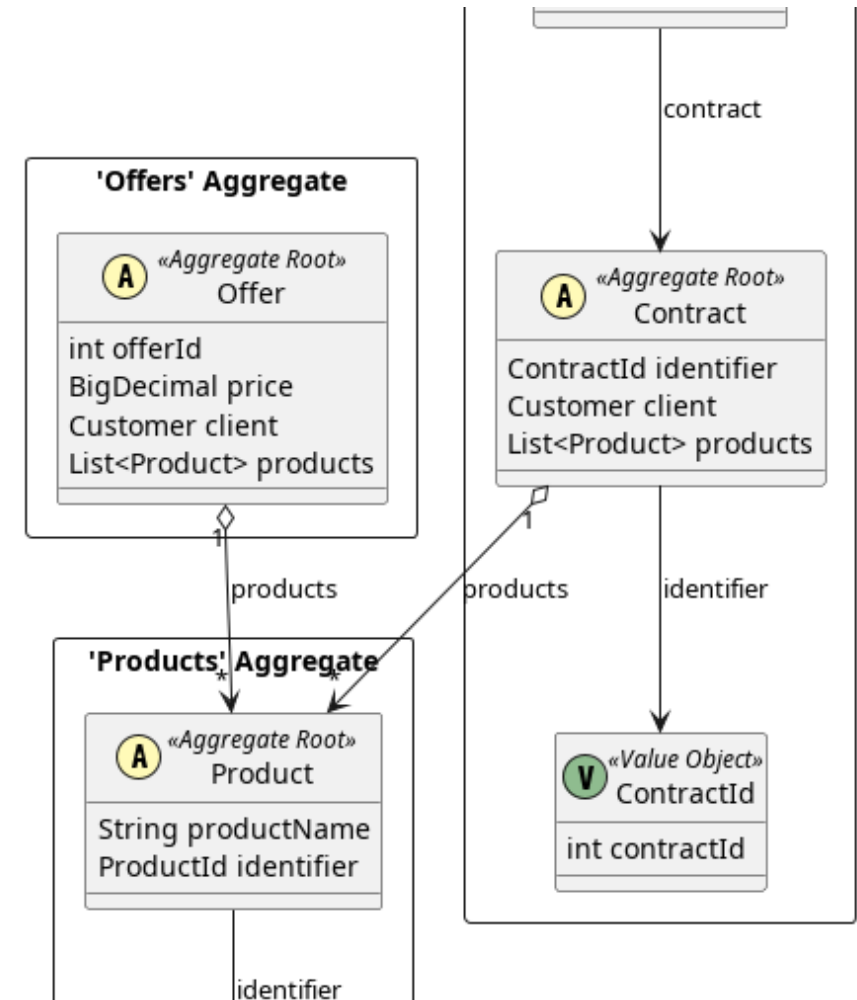 contract
'Offers' Aggregate
A «Aggregate Root»
Offer
int offerId
BigDecimal price
Customer client
List<Product> products
1
products
A «Aggregate Root»
Contract
ContractId identifier
Customer client
List<Product> products
1
products
identifier
'Products' Aggregate
*
*
A «Aggregate Root»
Product
String productName
ProductId identifier
identifier
V «Value Object»
ContractId
int contractId